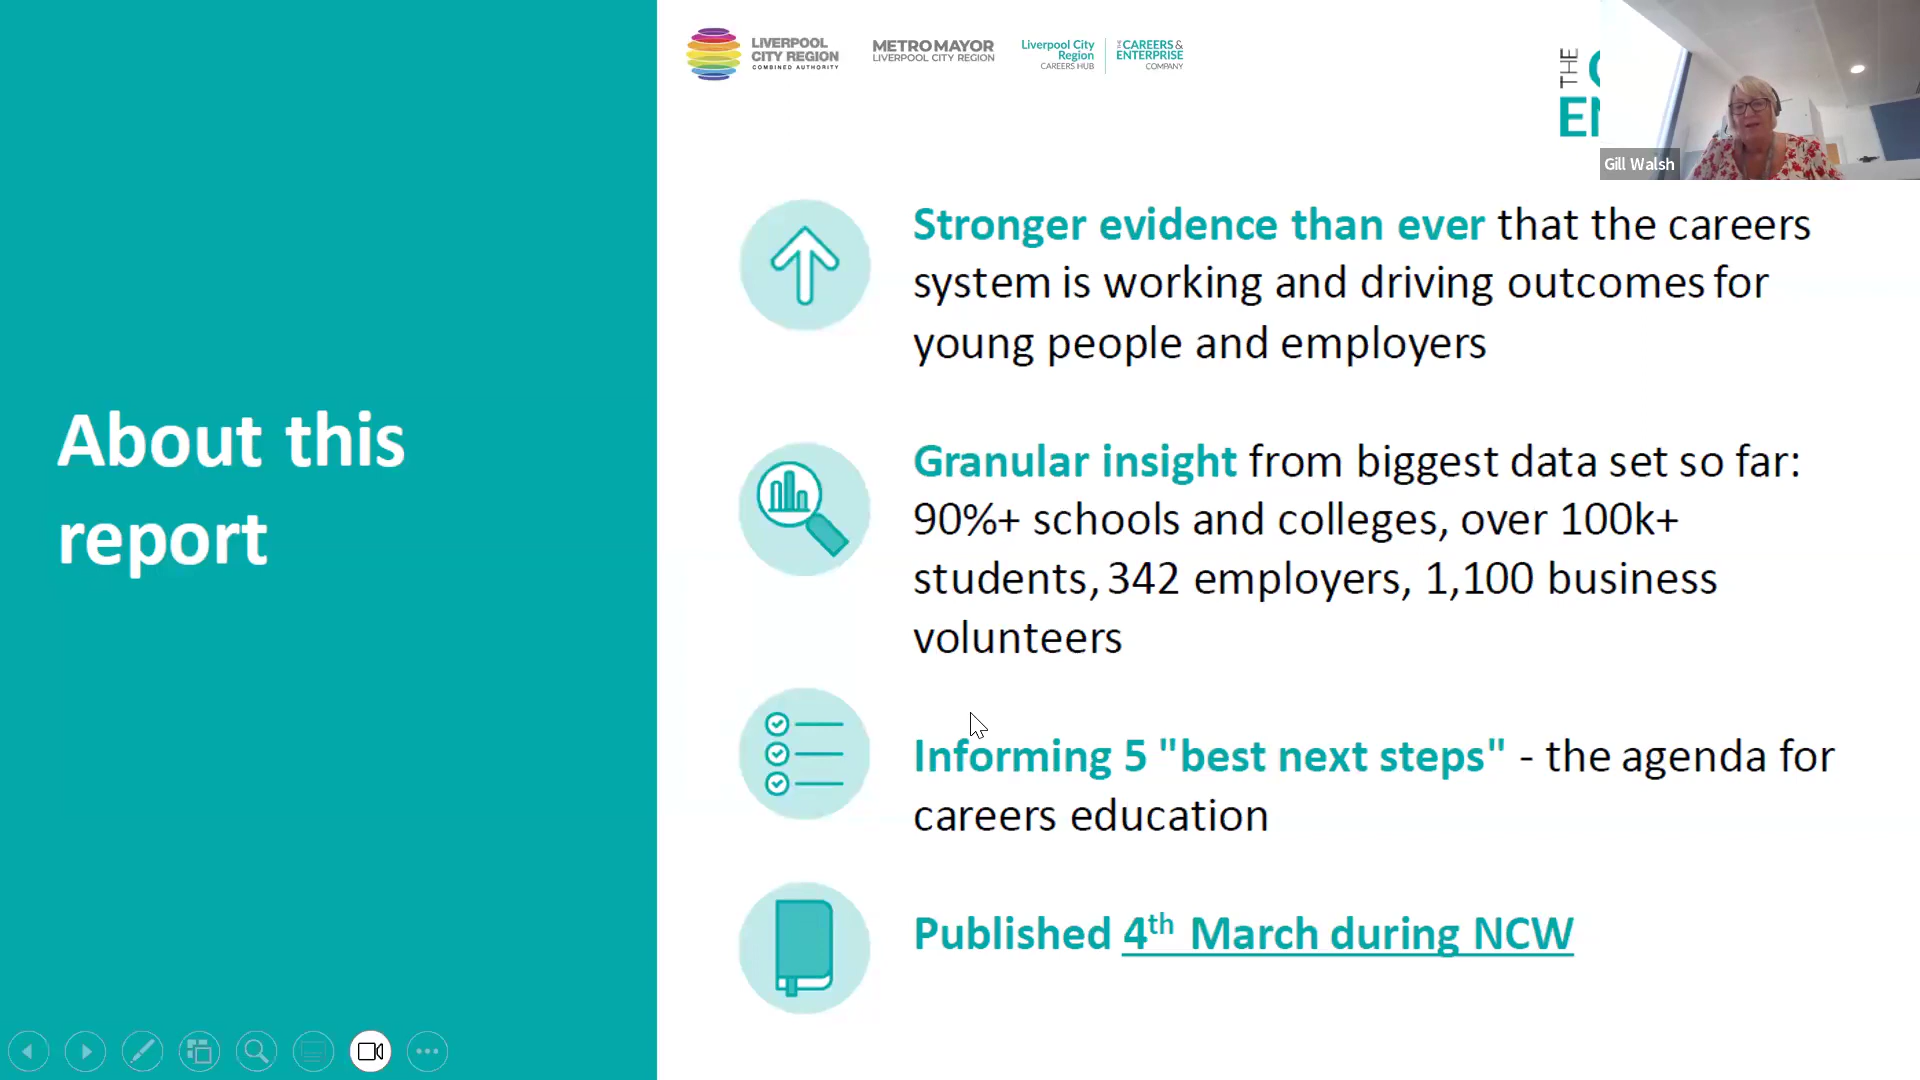 LIVERPOOL
CITY REGION
COMBINED AUTHORITY
METROMAYOR
LIVERPOOL CITY REGION
Liverpool City
Region
CAREERS HUB
THE CAREERS &
ENTERPRISE
COMPANY
THE
Gill Walsh
About this
report
Stronger evidence than ever that the careers
system is working and driving outcomes for
young people and employers
Granular insight from biggest data set so far:
90%+ schools and colleges, over 100k+
students, 342 employers, 1,100 business
volunteers
Informing 5 "best next steps" - the agenda for
careers education
Published 4th March during NCW